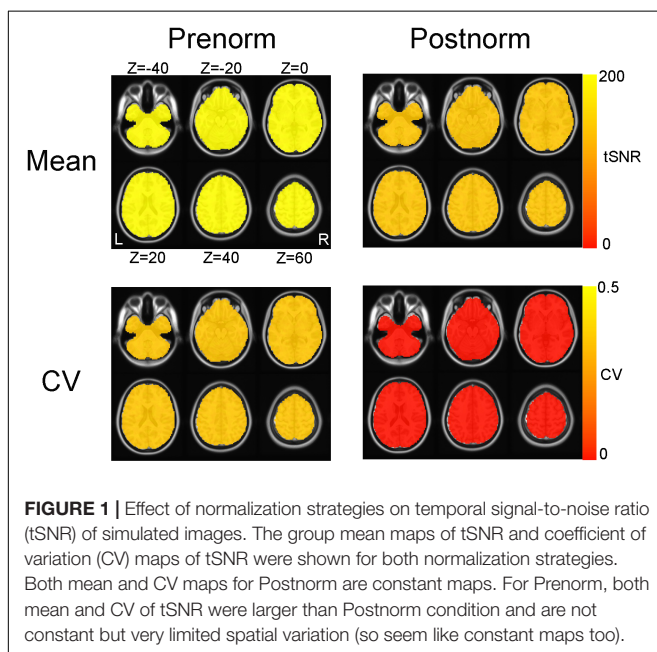 Prenorm
Postnorm
Z=-40 Z=-20 Z=0
200
Mean
tSNR
L
R
0
Z=20 Z=40 Z=60
0.5
CV
CV
0
FIGURE 1 | Effect of normalization strategies on temporal signal-to-noise ratio
(tSNR) of simulated images. The group mean maps of tSNR and coefficient of
variation (CV) maps of tSNR were shown for both normalization strategies.
Both mean and CV maps for Postnorm are constant maps. For Prenorm, both
mean and CV of tSNR were larger than Postnorm condition and are not
constant but very limited spatial variation (so seem like constant maps too).